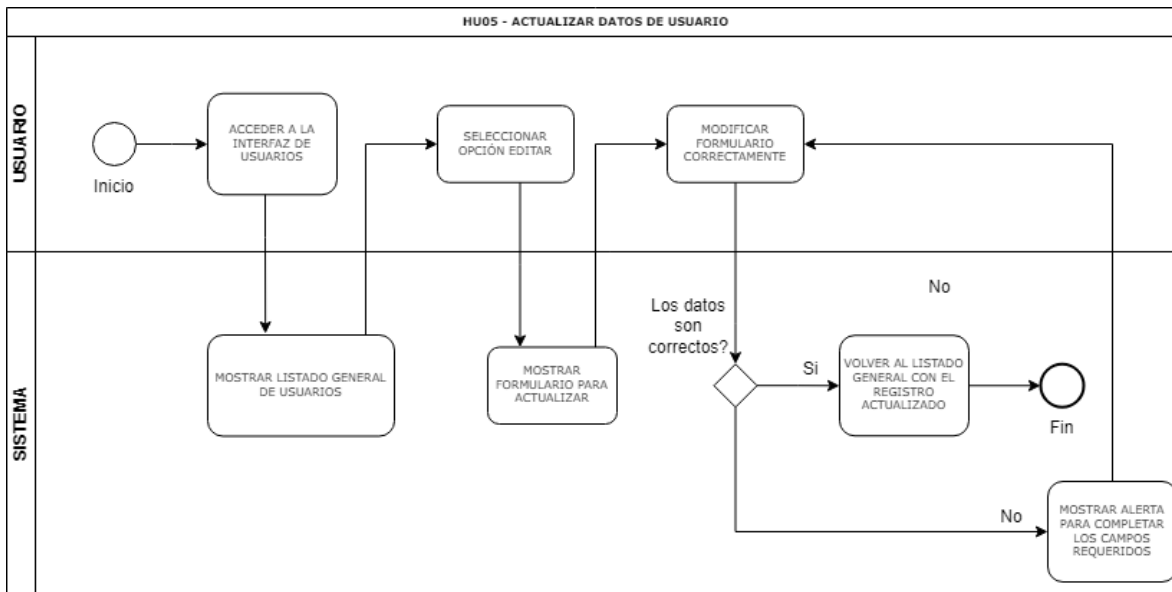 HU05 - ACTUALIZAR DATOS DE USUARIO
USUARIO
Inicio
ACCEDER A LA
INTERFAZ DE
USUARIOS
SELECCIONAR
OPCIÓN EDITAR
MODIFICAR
FORMULARIO
CORRECTAMENTE
SISTEMA
MOSTRAR LISTADO GENERAL
DE USUARIOS
MOSTRAR
FORMULARIO PARA
ACTUALIZAR
Los datos
son
correctos?
No
Si
VOLVER AL LISTADO
GENERAL CON EL
REGISTRO
ACTUALIZADO
Fin
No
MOSTRAR ALERTA
PARA COMPLETAR
LOS CAMPOS
REQUERIDOS